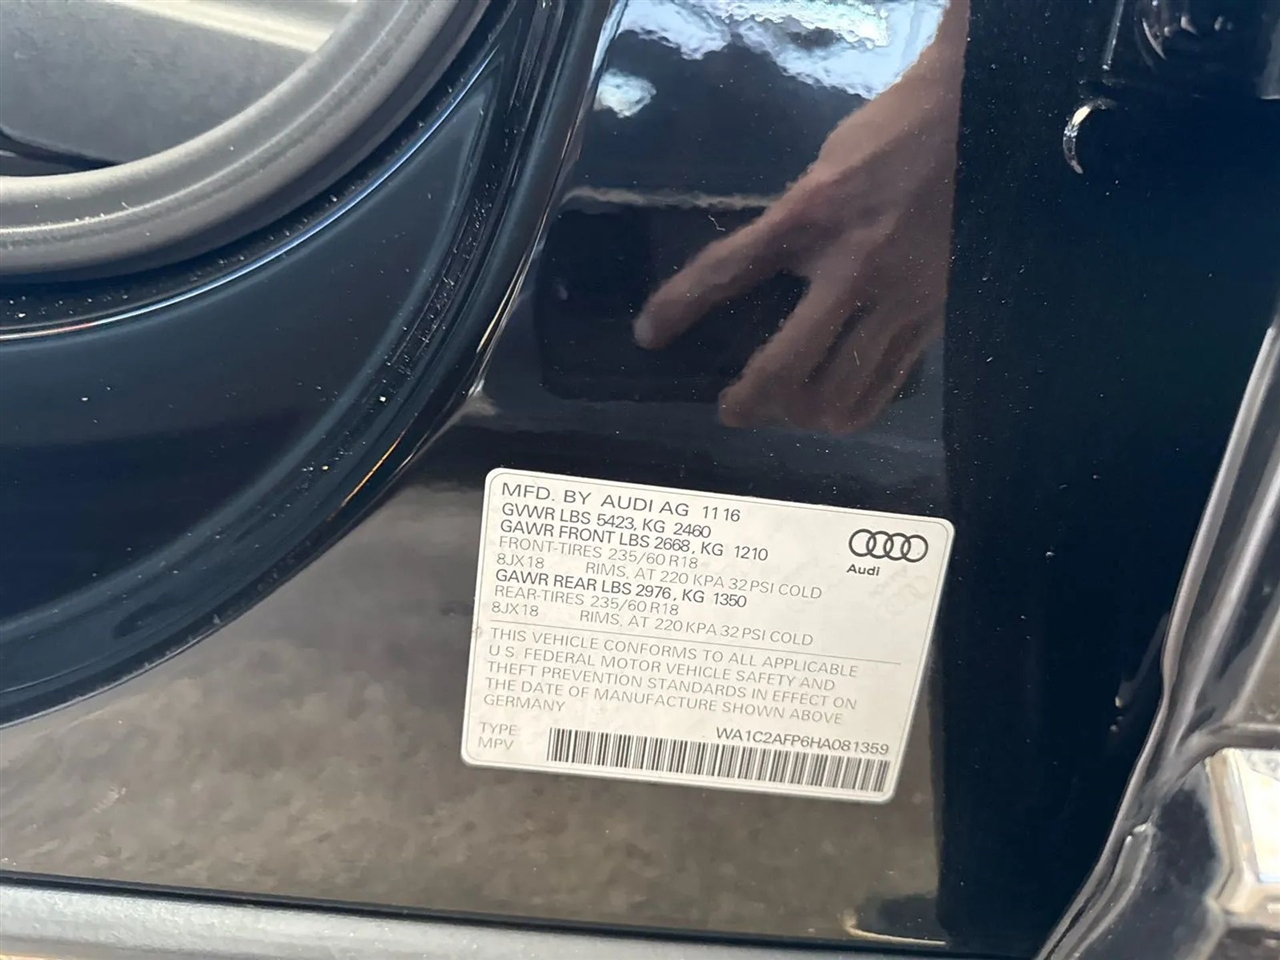 MFD. BY AUDI AG 11 16
GVWR LBS 5423, KG 2460
GAWR FRONT LBS 2668, KG 1210
FRONT-TIRES 235/60 R18
8JX18 RIMS, AT 220 KPA 32 PSI COLD
GAWR REAR LBS 2976, KG 1350
REAR-TIRES 235/60 R18
8JX18 RIMS, AT 220 KPA 32 PSI COLD
Audi
THIS VEHICLE CONFORMS TO ALL APPLICABLE
U.S. FEDERAL MOTOR VEHICLE SAFETY AND
THEFT PREVENTION STANDARDS IN EFFECT ON
THE DATE OF MANUFACTURE SHOWN ABOVE
GERMANY
TYPE:
MPV
WA1C2AFP6HA081359